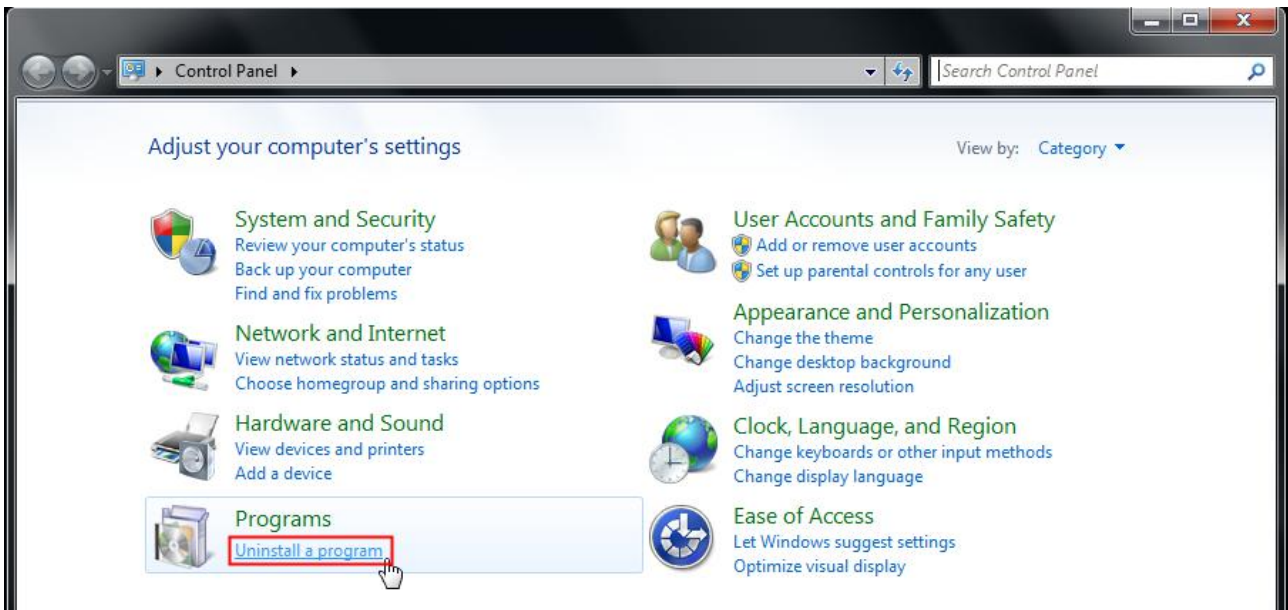 Control Panel
Search Control Panel
Adjust your computer's settings
View by: Category
System and Security
Review your computer's status
Back up your computer
Find and fix problems
Network and Internet
View network status and tasks
Choose homegroup and sharing options
Hardware and Sound
View devices and printers
Add a device
Programs
Uninstall a program
User Accounts and Family Safety
Add or remove user accounts
Set up parental controls for any user
Appearance and Personalization
Change the theme
Change desktop background
Adjust screen resolution
Clock, Language, and Region
Change keyboards or other input methods
Change display language
Ease of Access
Let Windows suggest settings
Optimize visual display